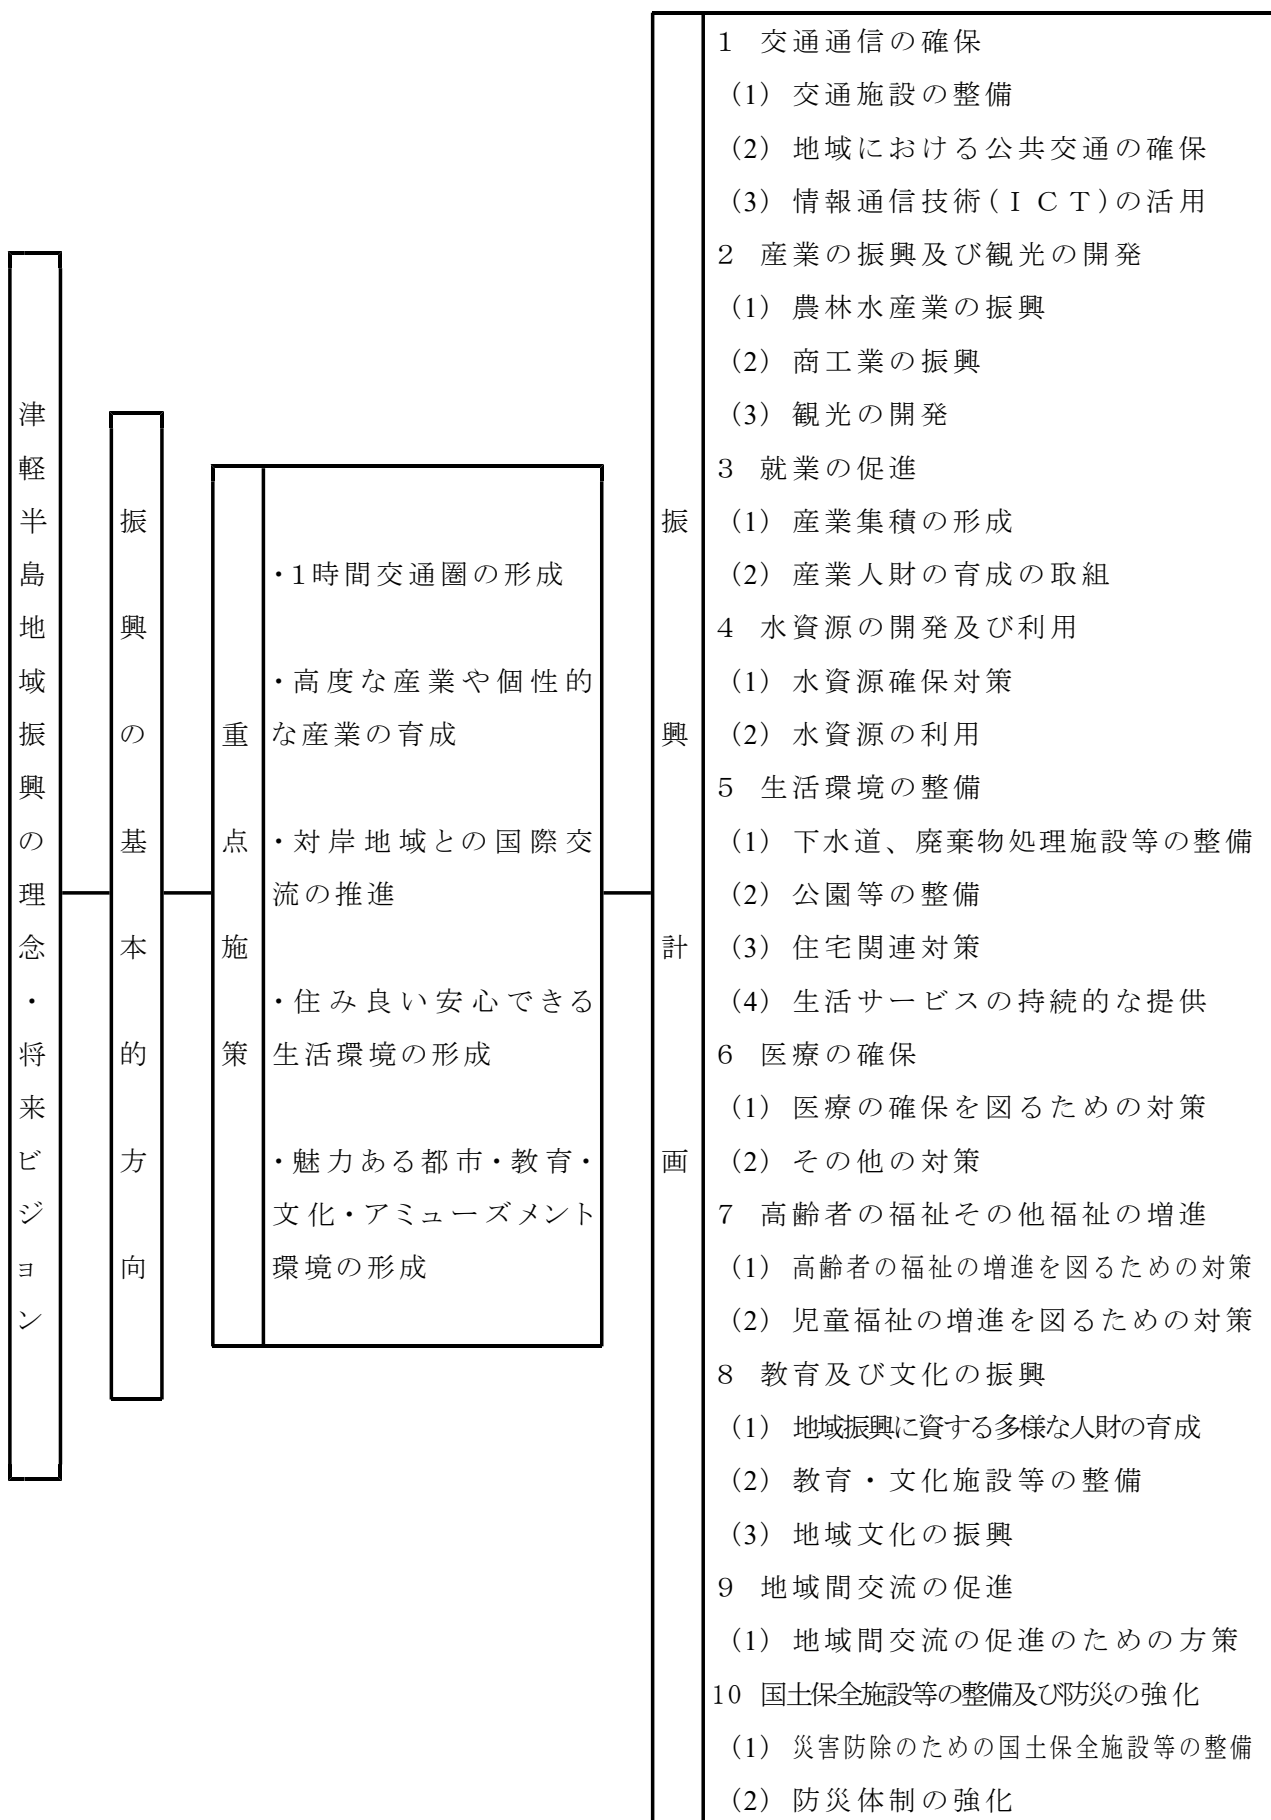 津軽半島地域振興の理念・将来ビジョン
振興の基本的方向
重点施策
・1時間交通圏の形成
・高度な産業や個性的
な産業の育成
・対岸地域との国際交
流の推進
・住み良い安心できる
生活環境の形成
・魅力ある都市・教育・
文化・アミューズメント
環境の形成
振興計画
1 交通通信の確保
(1) 交通施設の整備
(2) 地域における公共交通の確保
(3) 情報通信技術(ＩＣＴ)の活用
2 産業の振興及び観光の開発
(1) 農林水産業の振興
(2) 商工業の振興
(3) 観光の開発
3 就業の促進
(1) 産業集積の形成
(2) 産業人財の育成の取組
4 水資源の開発及び利用
(1) 水資源確保対策
(2) 水資源の利用
5 生活環境の整備
(1) 下水道、廃棄物処理施設等の整備
(2) 公園等の整備
(3) 住宅関連対策
(4) 生活サービスの持続的な提供
6 医療の確保
(1) 医療の確保を図るための対策
(2) その他の対策
7 高齢者の福祉その他福祉の増進
(1) 高齢者の福祉の増進を図るための対策
(2) 児童福祉の増進を図るための対策
8 教育及び文化の振興
(1) 地域振興に資する多様な人財の育成
(2) 教育・文化施設等の整備
(3) 地域文化の振興
9 地域間交流の促進
(1) 地域間交流の促進のための方策
10 国土保全施設等の整備及び防災の強化
(1) 災害防除のための国土保全施設等の整備
(2) 防災体制の強化